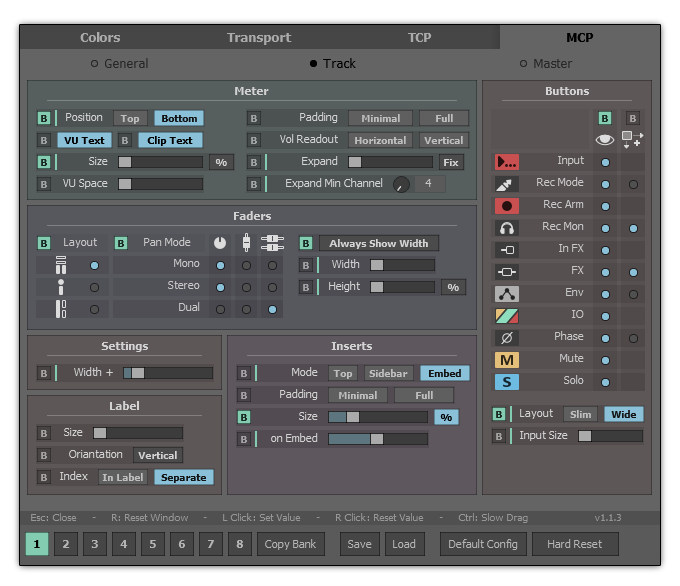 Colors Transport TCP MCP
General Track Master
Meter
B Position Top Bottom B Padding Minimal Full
B VU Text B Clip Text B Vol Readout Horizontal Vertical
B Size % B Expand Fix
B VU Space B Expand Min Channel 4
Faders
B Layout B Pan Mode B Always Show Width
Mono B Width
Stereo B Height %
Dual
Settings
B Width +
Label
B Size
B Oriantation Vertical
B Index In Label Separate
Inserts
B Mode Top Sidebar Embed
B Padding Minimal Full
B Size %
B on Embed
Buttons
B B
Input
Rec Mode
Rec Arm
Rec Mon
In FX
FX
Env
IO
Phase
M Mute
S Solo
B Layout Slim Wide
B Input Size
Esc: Close - R: Reset Window - L Click: Set Value - R Click: Reset Value - Ctrl: Slow Drag v1.1.3
1 2 3 4 5 6 7 8 Copy Bank Save Load Default Config Hard Reset